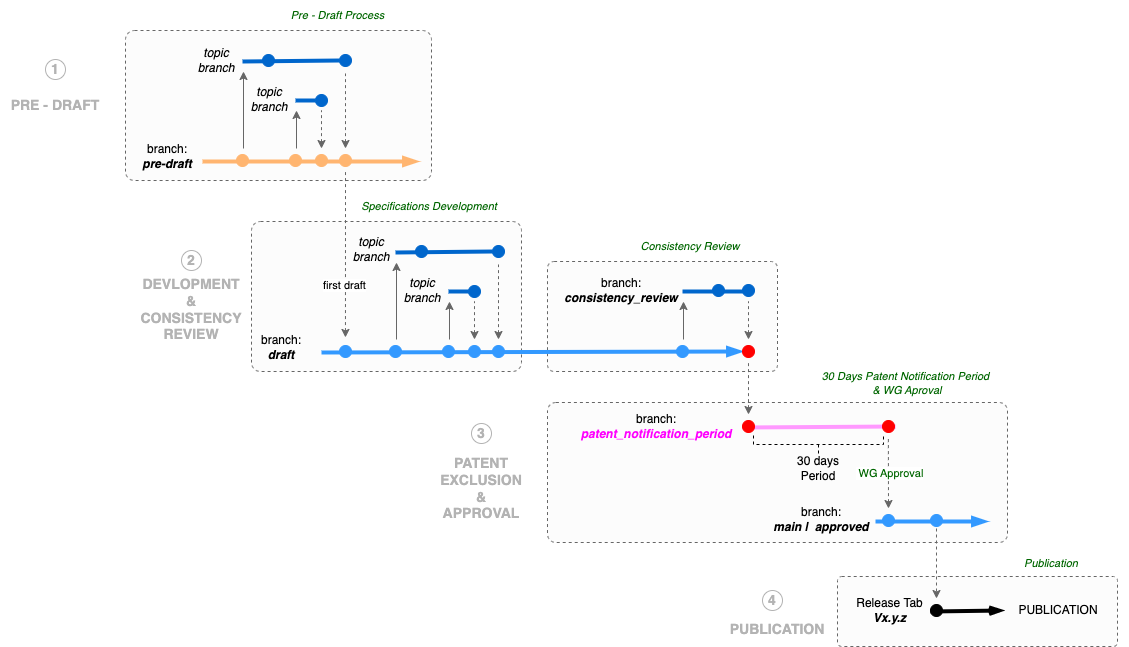 Pre - Draft Process
1
PRE - DRAFT
topic
branch
topic
branch
branch:
pre-draft
Specifications Development
2
DEVLOPMENT
&
CONSISTENCY
REVIEW
topic
branch
first draft
topic
branch
branch:
draft
Consistency Review
branch:
consistency_review
30 Days Patent Notification Period
& WG Aproval
3
PATENT
EXCLUSION
&
APPROVAL
branch:
patent_notification_period
30 days
Period
WG Approval
branch:
main / approved
Publication
4
PUBLICATION
Release Tab
Vx.y.z
PUBLICATION